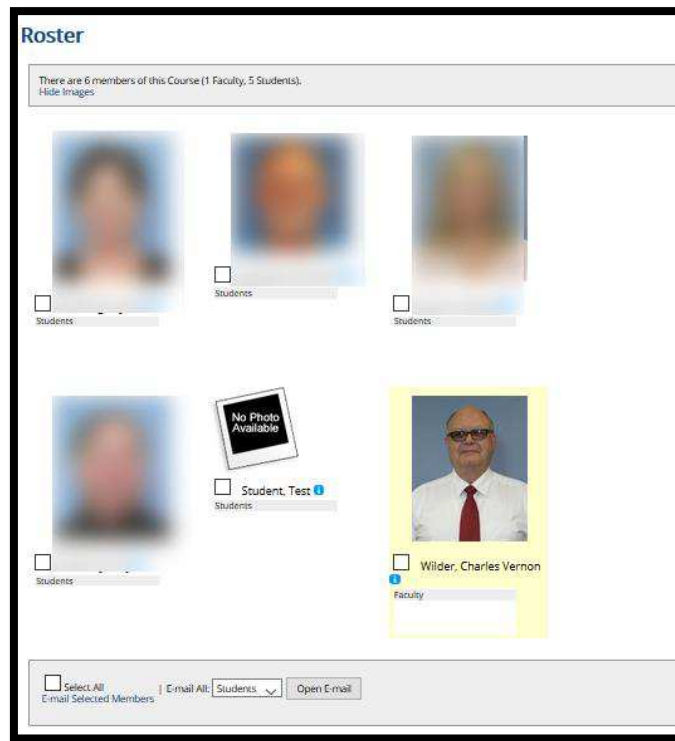 Roster
There are 6 members of this Course (1 Faculty, 5 Students).
Hide Images
Students
Students
Students
No Photo
Available
Student, Test
Students
Students
Wilder, Charles Vernon
Faculty
Select All | E-mail All: Students Open E-mail
E-mail Selected Members